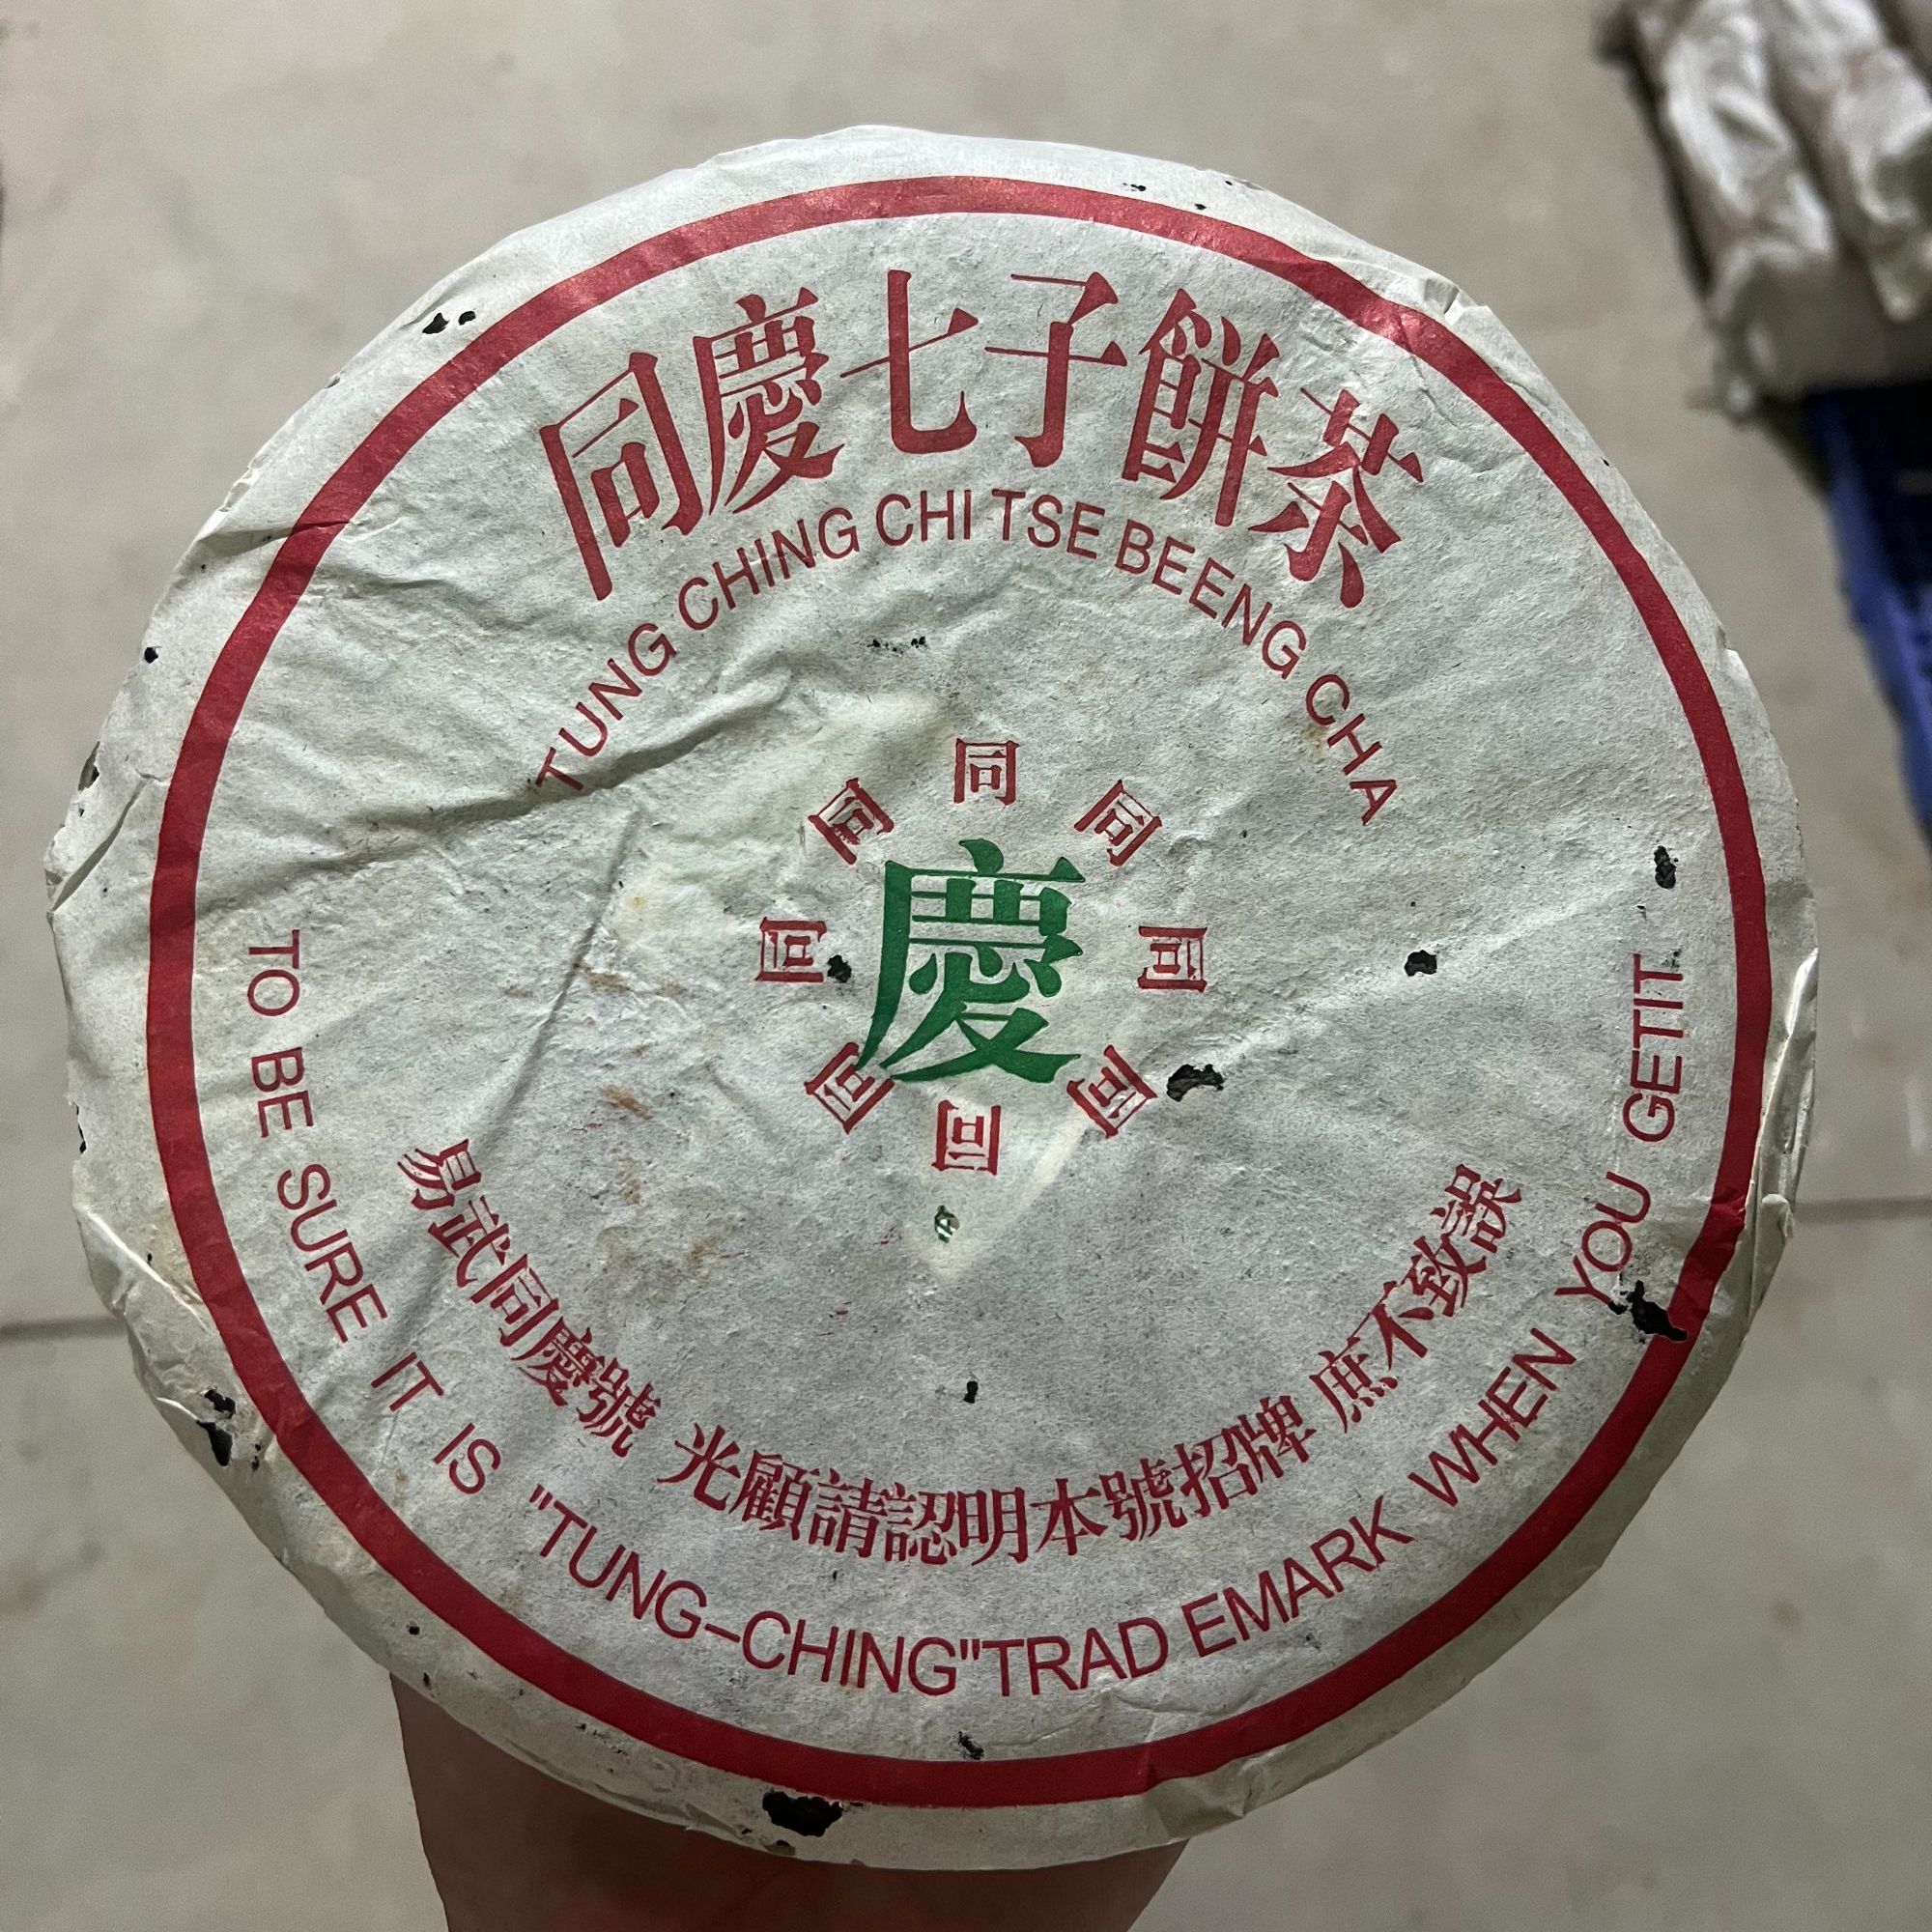 同慶七子餅茶
TUNG CHING CHI TSE BEENG CHA
同
同
同
同
同
同
同
同
慶
易武同慶號 光顧請認明本號招牌 庶不致誤
TO BE SURE IT IS "TUNG-CHING"TRAD EMARK WHEN YOU GETIT